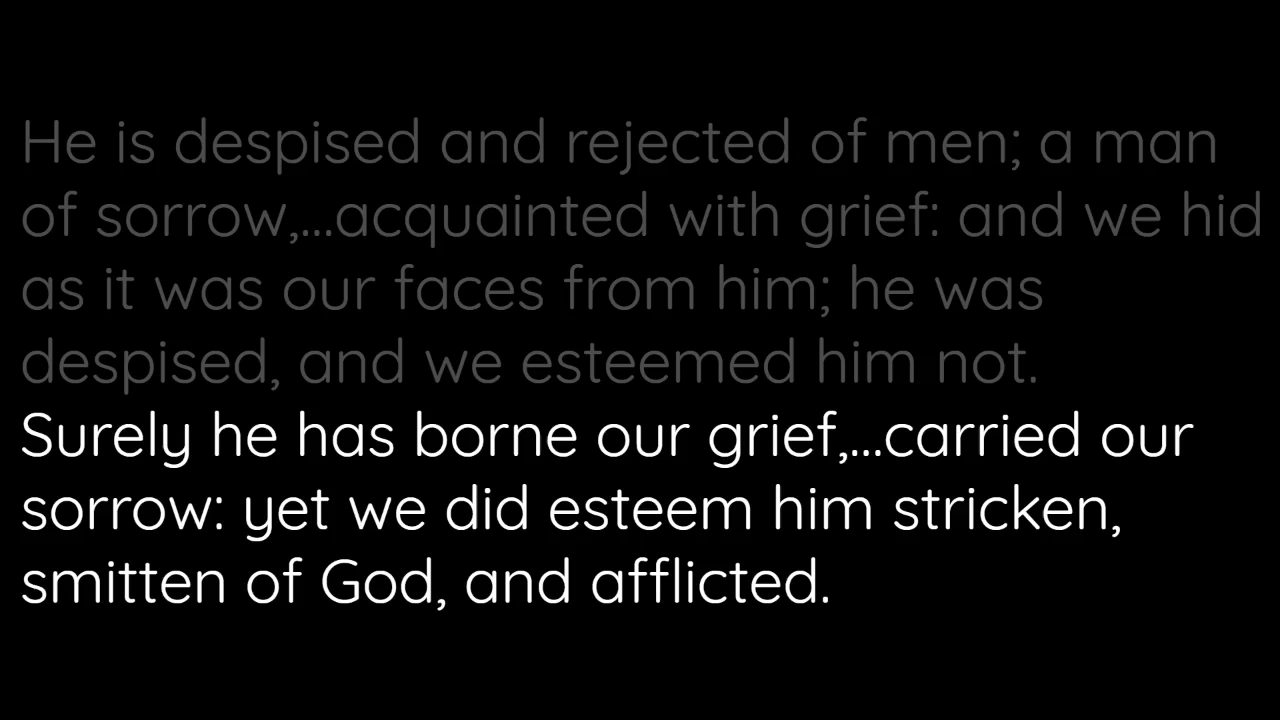 He is despised and rejected of men; a man
of sorrow,...acquainted with grief: and we hid
as it was our faces from him; he was
despised, and we esteemed him not.
Surely he has borne our grief,...carried our
sorrow: yet we did esteem him stricken,
smitten of God, and afflicted.